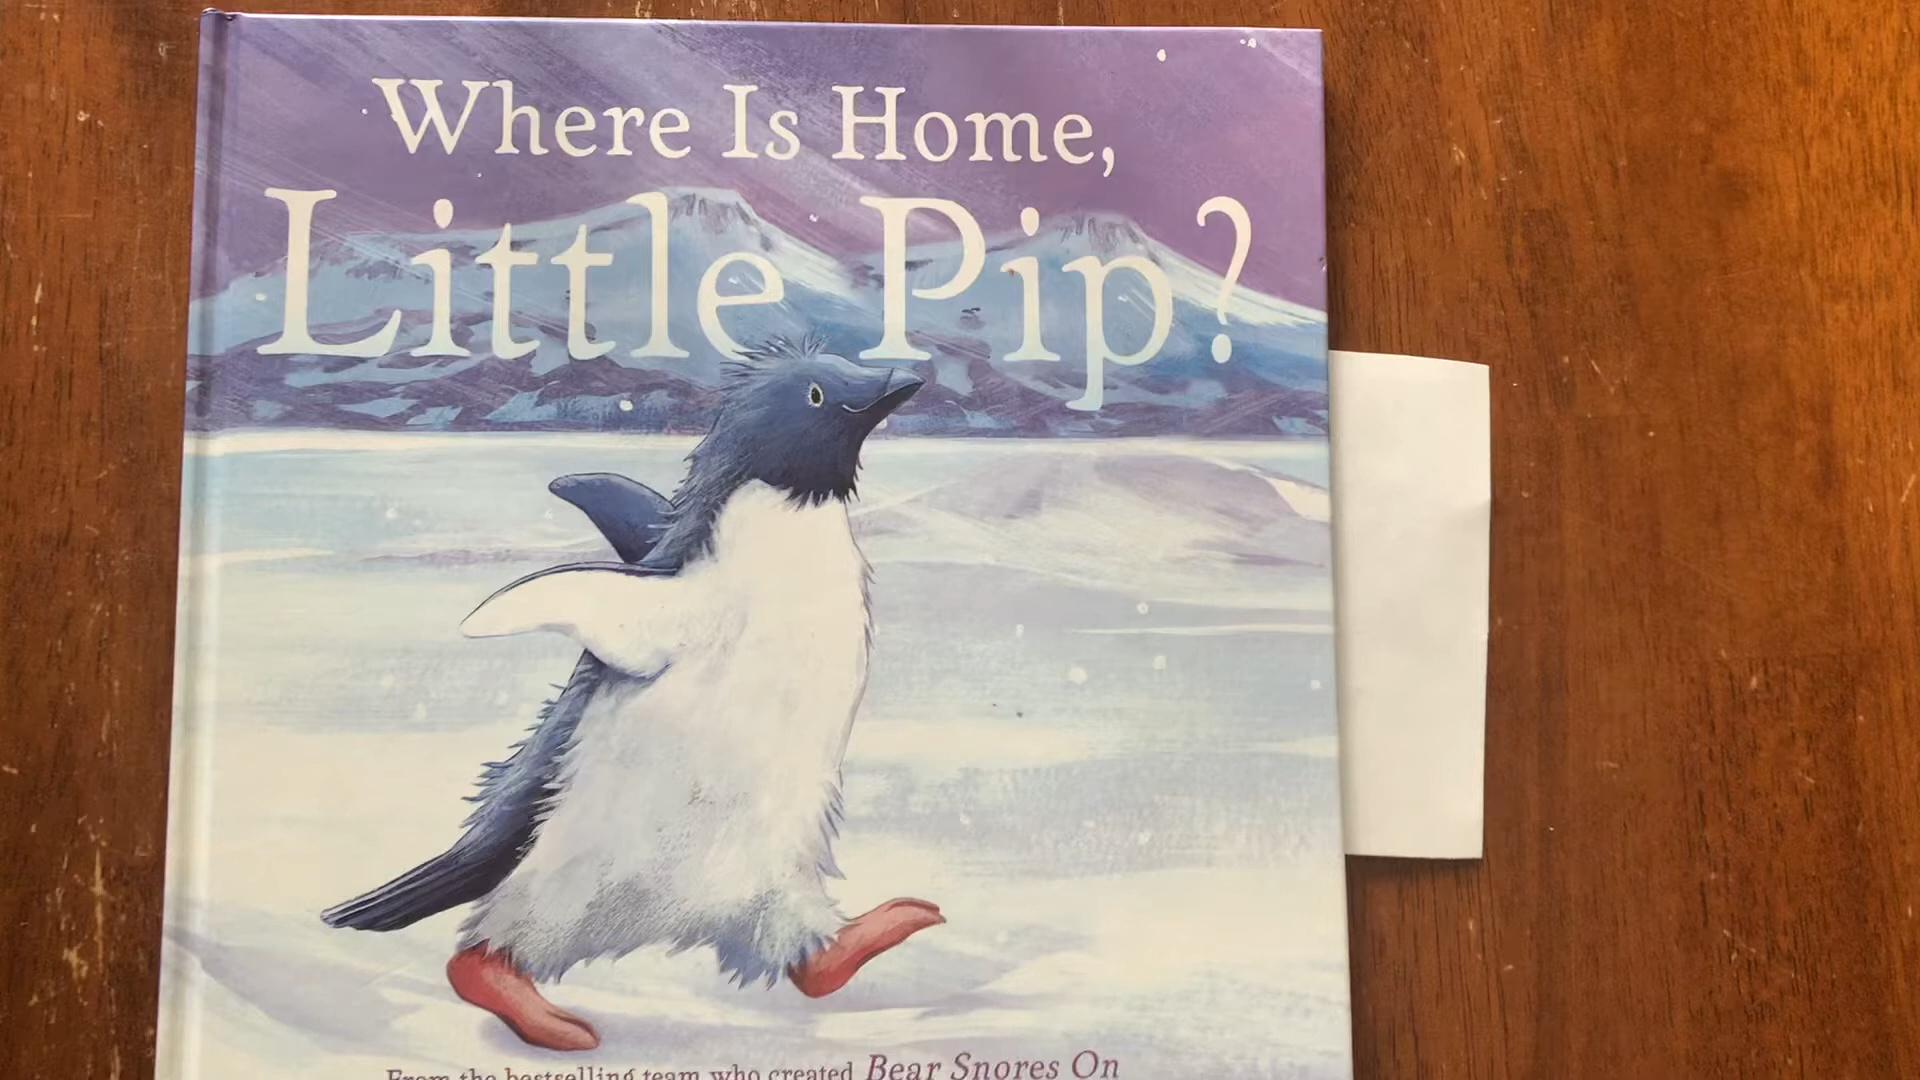 Where Is Home,
Little Pip?
From the bestselling team who created Bear Snores On